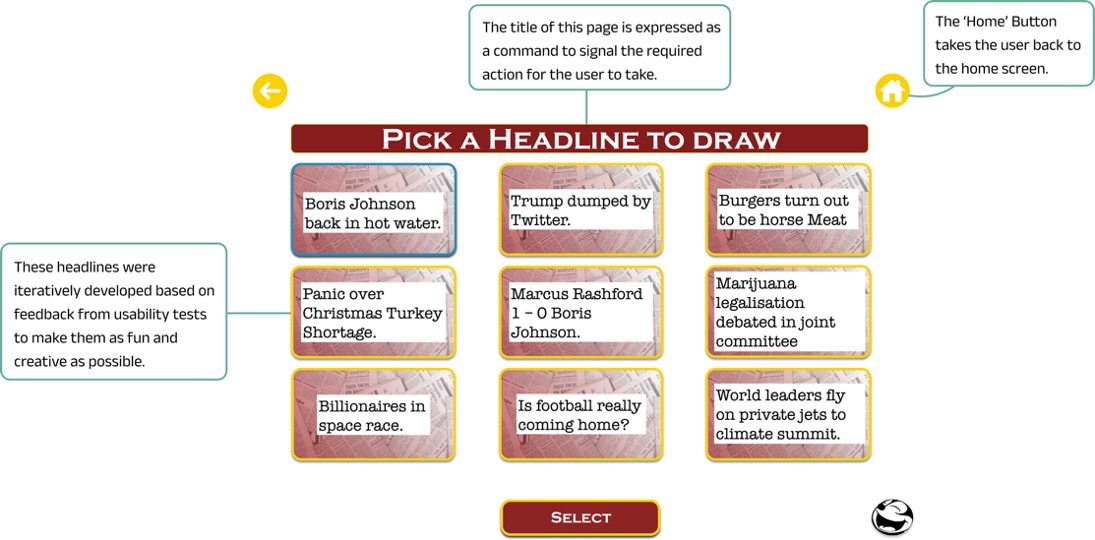 The title of this page is expressed as
a command to signal the required
action for the user to take.
The ‘Home’ Button
takes the user back to
the home screen.
PICK A HEADLINE TO DRAW
Boris Johnson
back in hot water.
Trump dumped by
Twitter.
Burgers turn out
to be horse Meat
These headlines were
iteratively developed based on
feedback from usability tests
to make them as fun and
creative as possible.
Panic over
Christmas Turkey
Shortage.
Marcus Rashford
1 – 0 Boris
Johnson.
Marijuana
legalisation
debated in joint
committee
Billionaires in
space race.
Is football really
coming home?
World leaders fly
on private jets to
climate summit.
SELECT